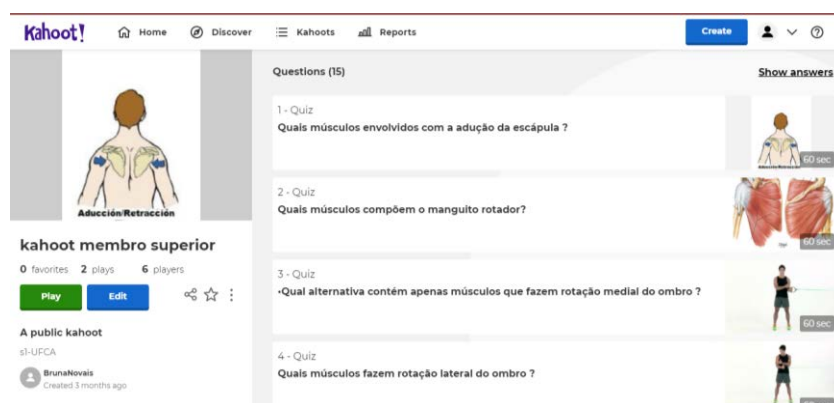 Kahoot!
Home
Discover
Kahoots
Reports
Create
Aducción/Retracción
kahoot membro superior
0 favorites 2 plays 6 players
Play
Edit
A public kahoot
s1-UFCA
BrunaNovais
Created 3 months ago
Questions (15)
Show answers
1 - Quiz
Quais músculos envolvidos com a adução da escápula ?
60 sec
2 - Quiz
Quais músculos compõem o manguito rotador?
60 sec
3 - Quiz
•Qual alternativa contém apenas músculos que fazem rotação medial do ombro ?
60 sec
4 - Quiz
Quais músculos fazem rotação lateral do ombro ?